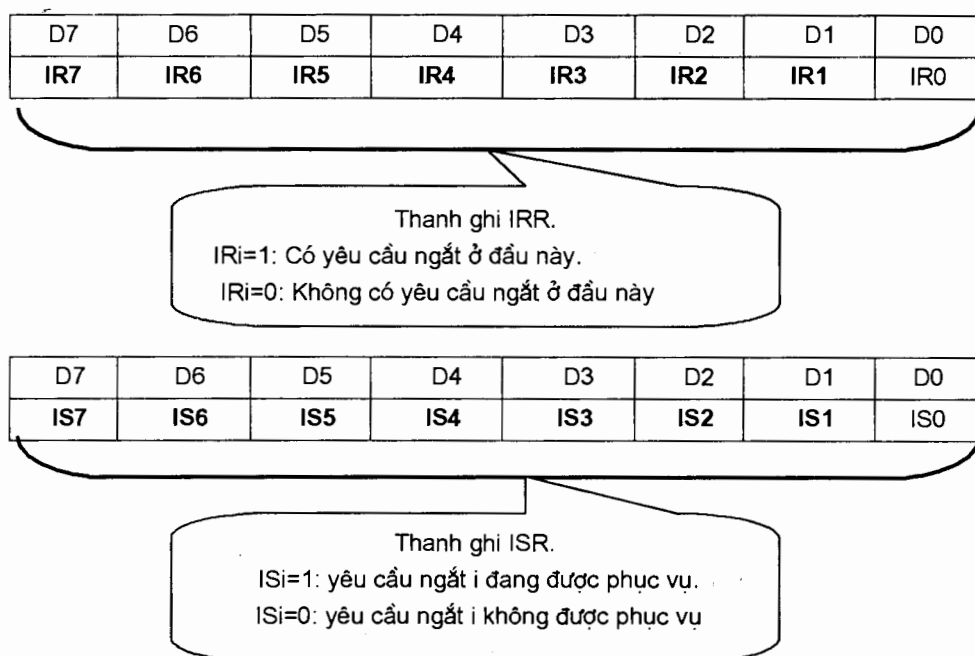 D7 D6 D5 D4 D3 D2 D1 D0
IR7 IR6 IR5 IR4 IR3 IR2 IR1 IR0
Thanh ghi IRR.
IRi=1: Có yêu cầu ngắt ở đầu này.
IRi=0: Không có yêu cầu ngắt ở đầu này
D7 D6 D5 D4 D3 D2 D1 D0
IS7 IS6 IS5 IS4 IS3 IS2 IS1 IS0
Thanh ghi ISR.
ISi=1: yêu cầu ngắt i đang được phục vụ.
ISi=0: yêu cầu ngắt i không được phục vụ